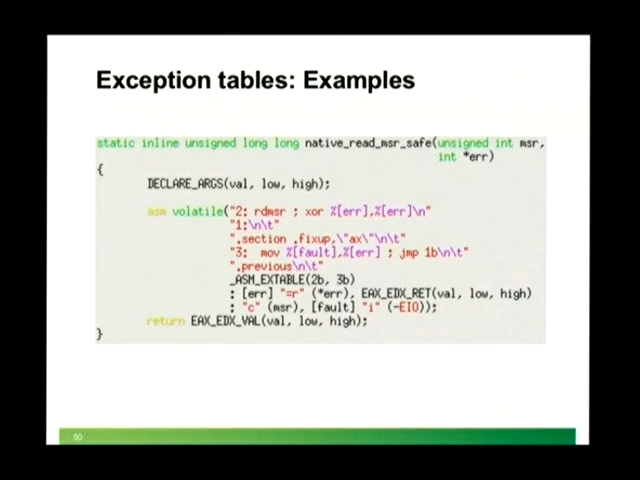 Exception tables: Examples
static inline unsigned long long native_read_msr_safe(unsigned int msr,
int *err)
{
DECLARE_ARGS(val, low, high);
asm volatile("2: rdmsr ; xor %[err],%[err]\n"
"1:\n\t"
".section .fixup,\"ax\"\n\t"
"3:  mov %[fault],%[err] ; jmp 1b\n\t"
".previous\n\t"
_ASM_EXTABLE(2b, 3b)
: [err] "=r" (*err), EAX_EDX_RET(val, low, high)
: "c" (msr), [fault] "i" (-EIO));
return EAX_EDX_VAL(val, low, high);
}
50